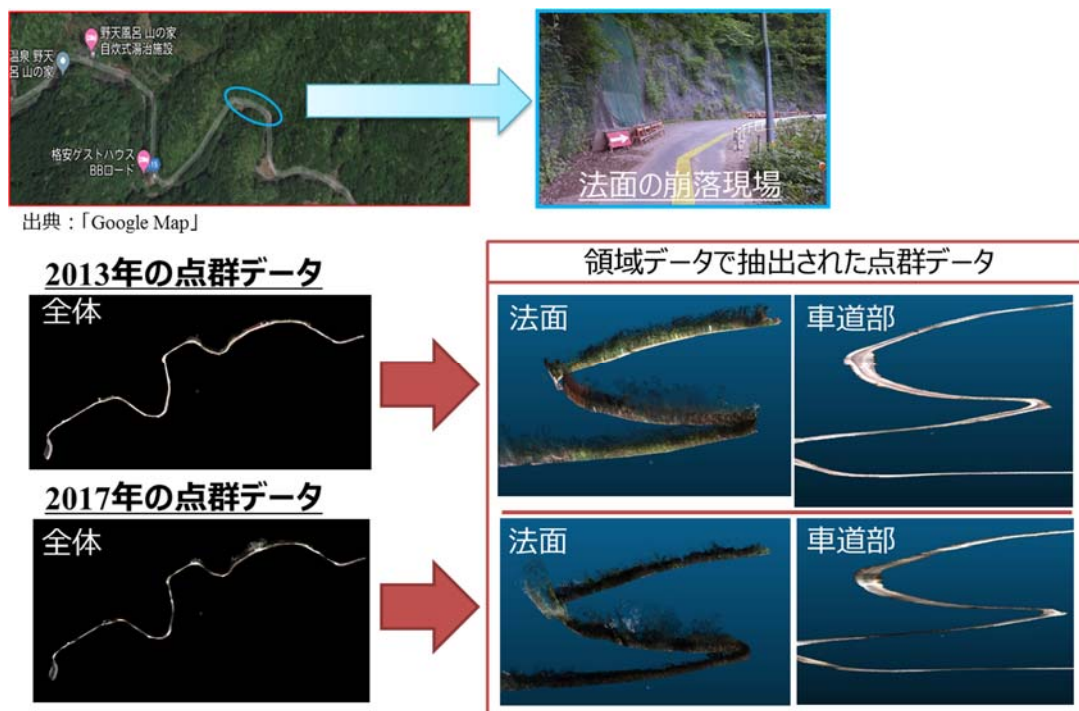 野天風呂 山の家
自炊式湯治施設
温泉 野天
呂 山の家
格安ゲストハウス
BBロード
15
法面の崩落現場
出典：「Google Map」
2013年の点群データ
全体
領域データで抽出された点群データ
法面
車道部
2017年の点群データ
全体
法面
車道部